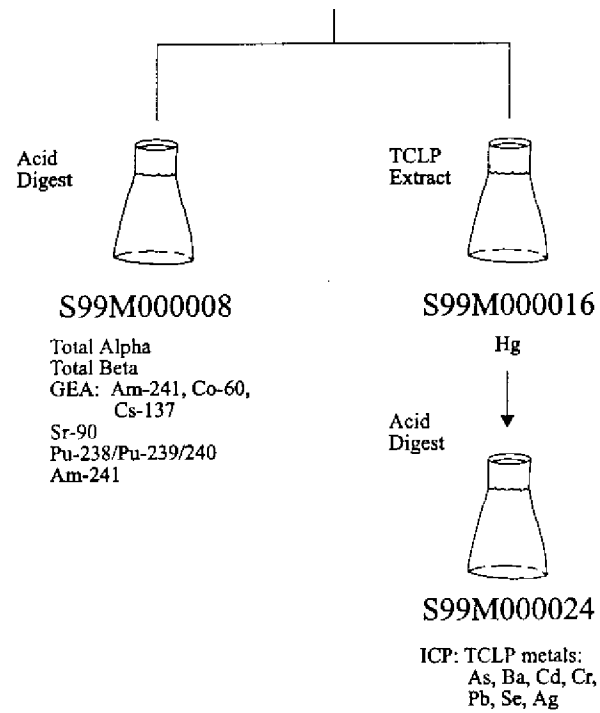 Acid
Digest
S99M000008
Total Alpha
Total Beta
GEA: Am-241, Co-60,
Cs-137
Sr-90
Pu-238/Pu-239/240
Am-241
TCLP
Extract
S99M000016
Hg
Acid
Digest
S99M000024
ICP: TCLP metals:
As, Ba, Cd, Cr,
Pb, Se, Ag